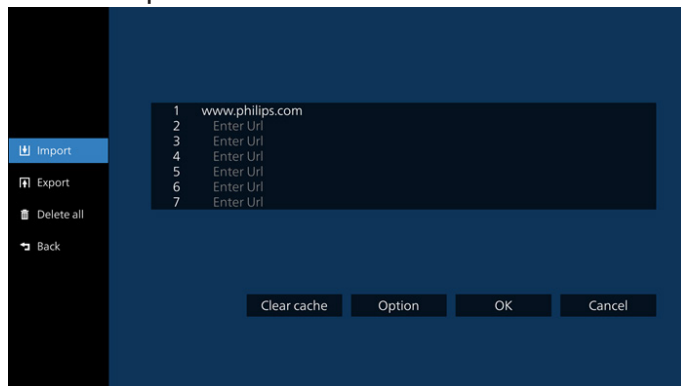 1 www.philips.com
2 Enter Url
3 Enter Url
4 Enter Url
5 Enter Url
6 Enter Url
7 Enter Url
Import
Export
Delete all
Back
Clear cache Option OK Cancel